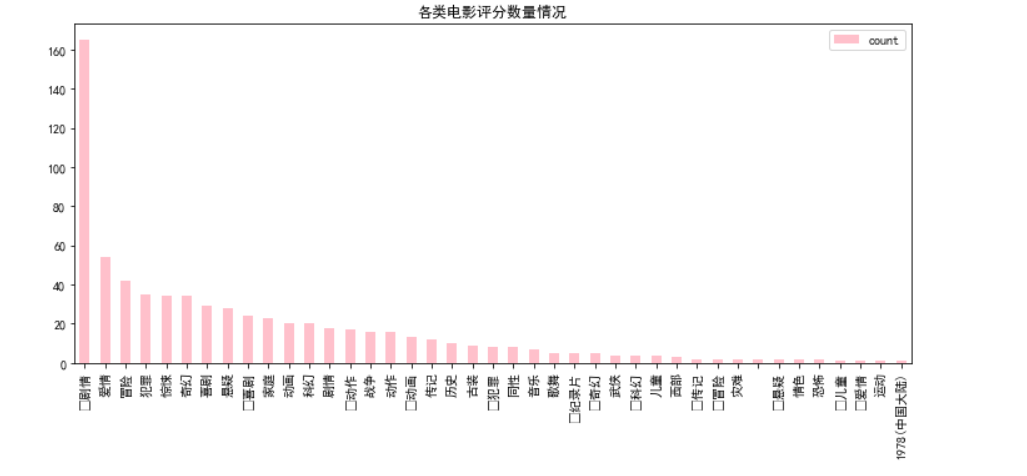 各类电影评分数量情况
count
160
140
120
100
80
60
40
20
0
□剧情
爱情
冒险
犯罪
惊悚
奇幻
喜剧
悬疑
□喜剧
家庭
动画
科幻
剧情
□动作
战争
动作
□动画
传记
历史
古装
□犯罪
同性
音乐
歌舞
□纪录片
□奇幻
武侠
□科幻
儿童
西部
□传记
□冒险
灾难
□悬疑
情色
恐怖
□儿童
□爱情
运动
1978(中国大陆)